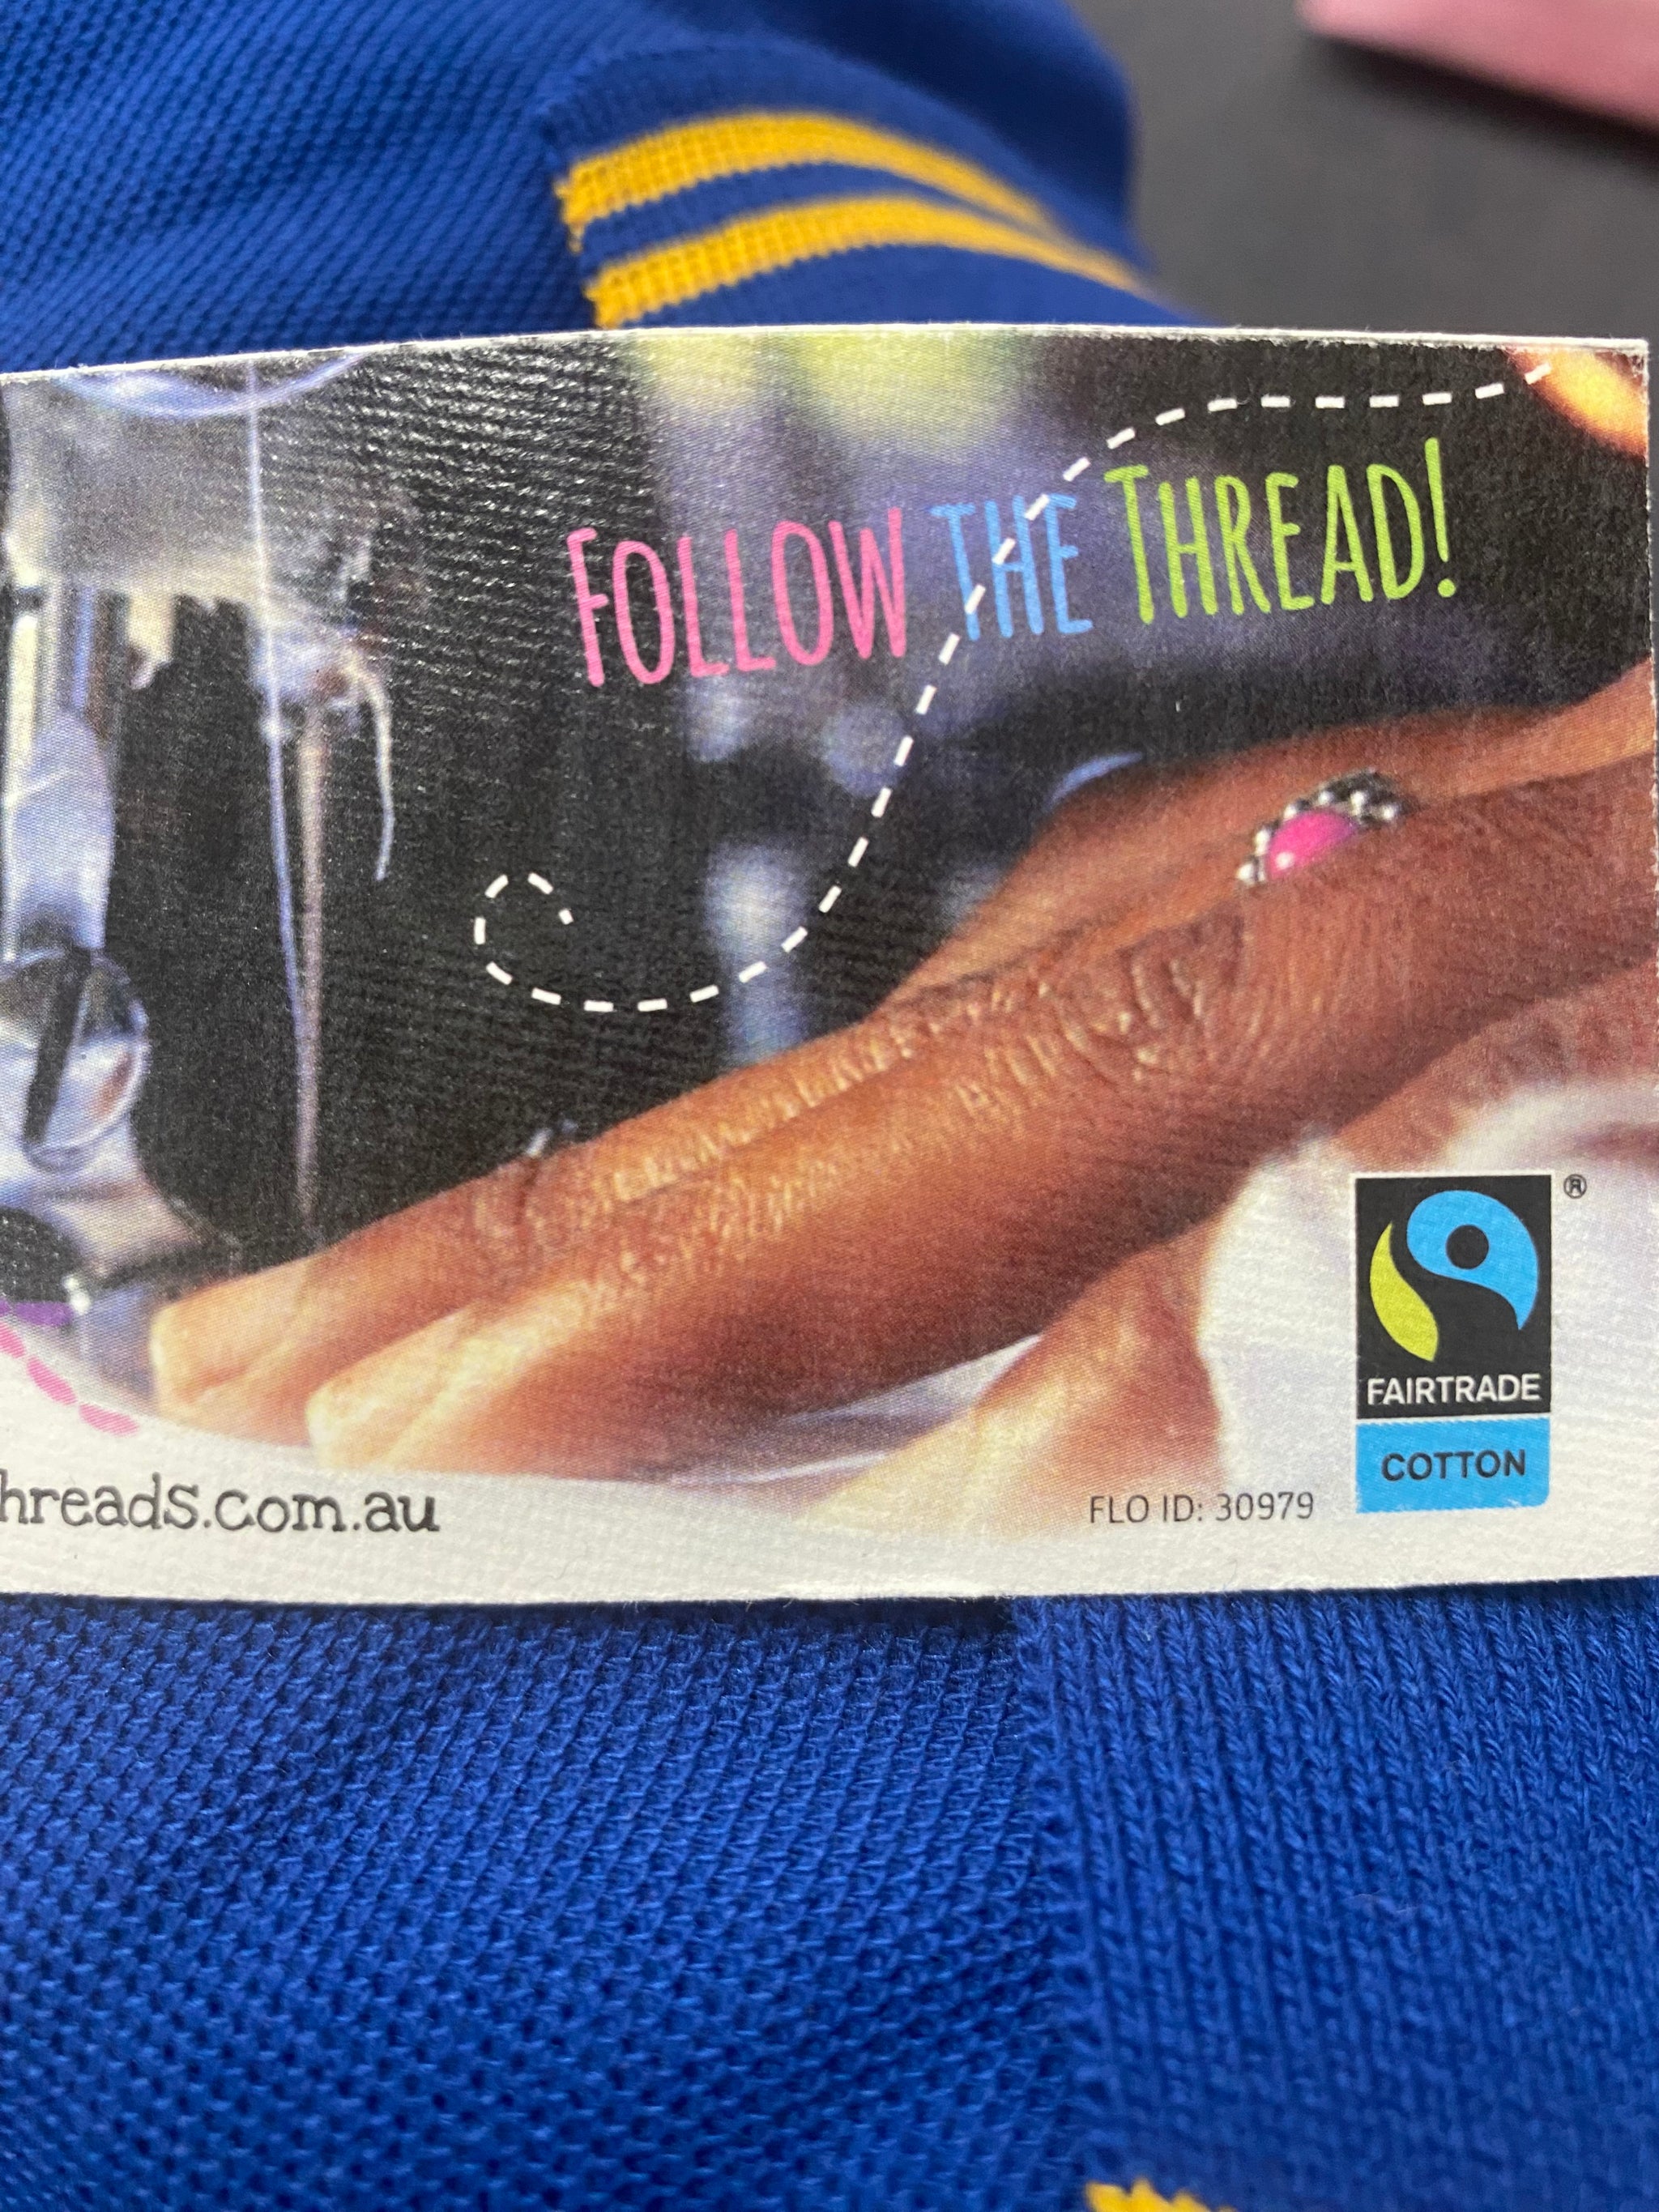 FOLLOW THE THREAD!
®
FAIRTRADE
COTTON
hreads.com.au
FLO ID: 30979